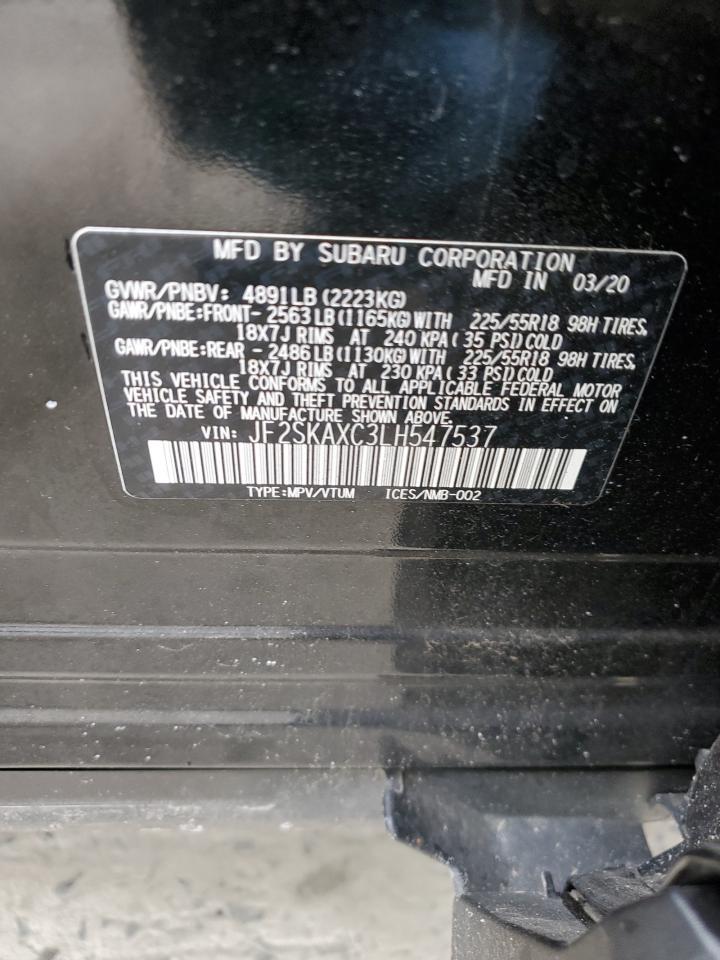 MFD BY SUBARU CORPORATION
MFD IN 03/20
GVWR/PNBV: 4891LB(2223KG)
GAWR/PNBE:FRONT- 2563LB(1165KG)WITH 225/55R18 98H TIRES,
18X7J RIMS AT 240 KPA( 35 PSI)COLD
GAWR/PNBE:REAR - 2486LB(1130KG)WITH 225/55R18 98H TIRES,
18X7J RIMS AT 230 KPA( 33 PSI)COLD
THIS VEHICLE CONFORMS TO ALL APPLICABLE FEDERAL MOTOR
VEHICLE SAFETY AND THEFT PREVENTION STANDARDS IN EFFECT ON
THE DATE OF MANUFACTURE SHOWN ABOVE.
VIN: JF2SKAXC3LH547537
TYPE:MPV/VTUM ICES/NMB-002